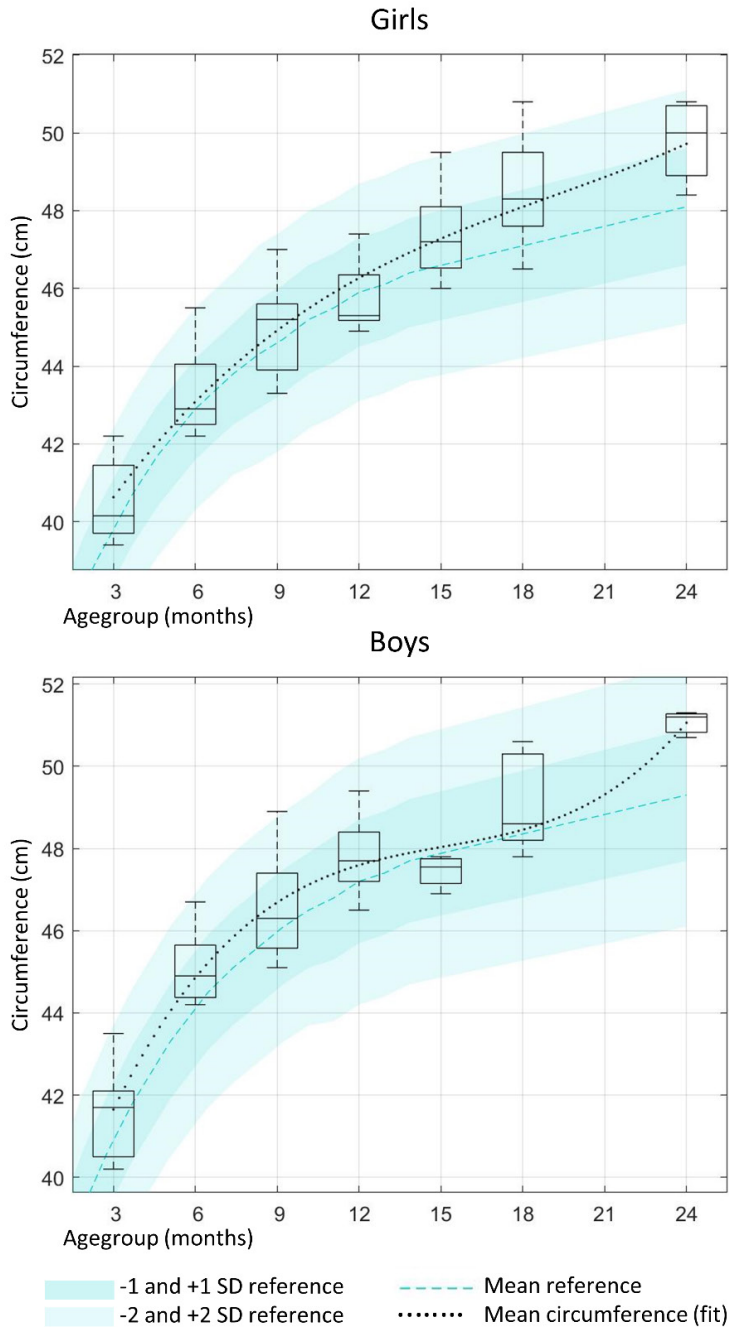 Girls
52
50
48
46
44
42
40
Circumference (cm)
3 6 9 12 15 18 21 24
Agegroup (months)
Boys
52
50
48
46
44
42
40
Circumference (cm)
3 6 9 12 15 18 21 24
Agegroup (months)
-1 and +1 SD reference
Mean reference
-2 and +2 SD reference
Mean circumference (fit)